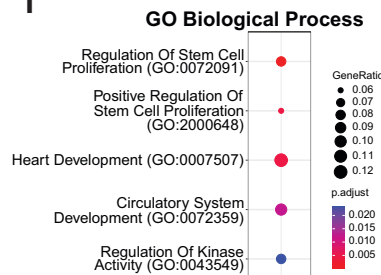 GO Biological Process
Regulation Of Stem Cell
Proliferation (GO:0072091)
Positive Regulation Of
Stem Cell Proliferation
(GO:2000648)
Heart Development (GO:0007507)
Circulatory System
Development (GO:0072359)
Regulation Of Kinase
Activity (GO:0043549)
0.06
0.07
0.08
0.09
0.10
0.11
0.12
p.adjust
0.020
0.015
0.010
0.005